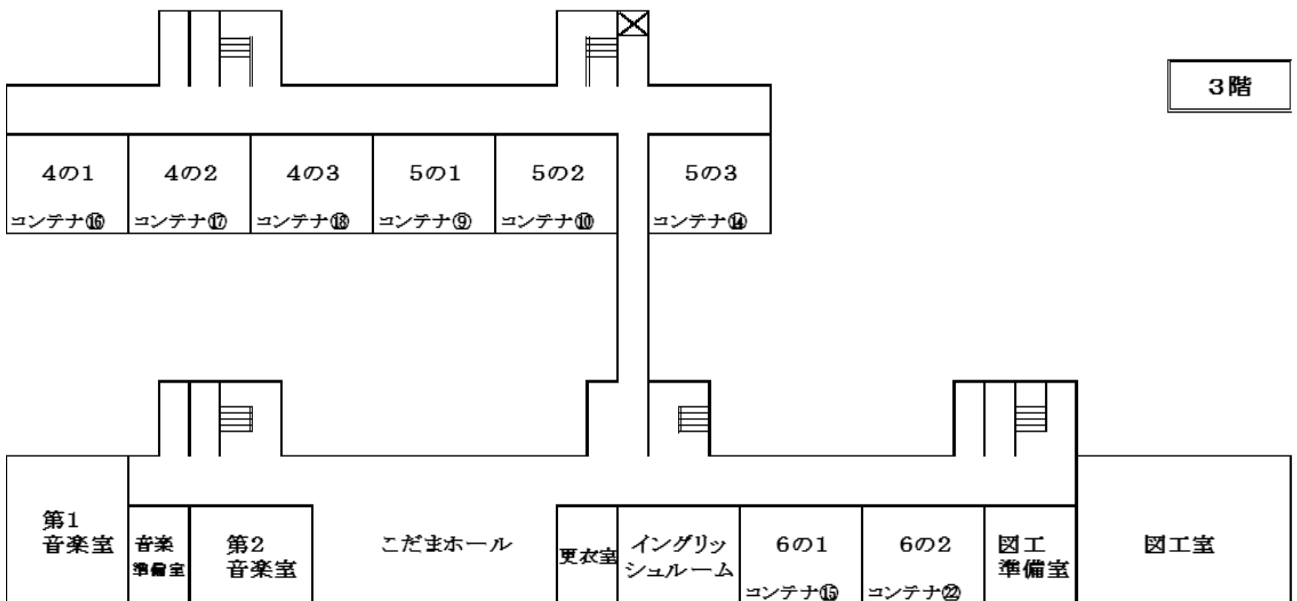 3階
4の1
コンテナ⑯
4の2
コンテナ⑰
4の3
コンテナ⑱
5の1
コンテナ⑨
5の2
コンテナ⑩
5の3
コンテナ⑭
第1
音楽室
音楽
準備室
第2
音楽室
こだまホール
更衣室
イングリッ
シュルーム
6の1
コンテナ⑮
6の2
コンテナ㉒
図工
準備室
図工室